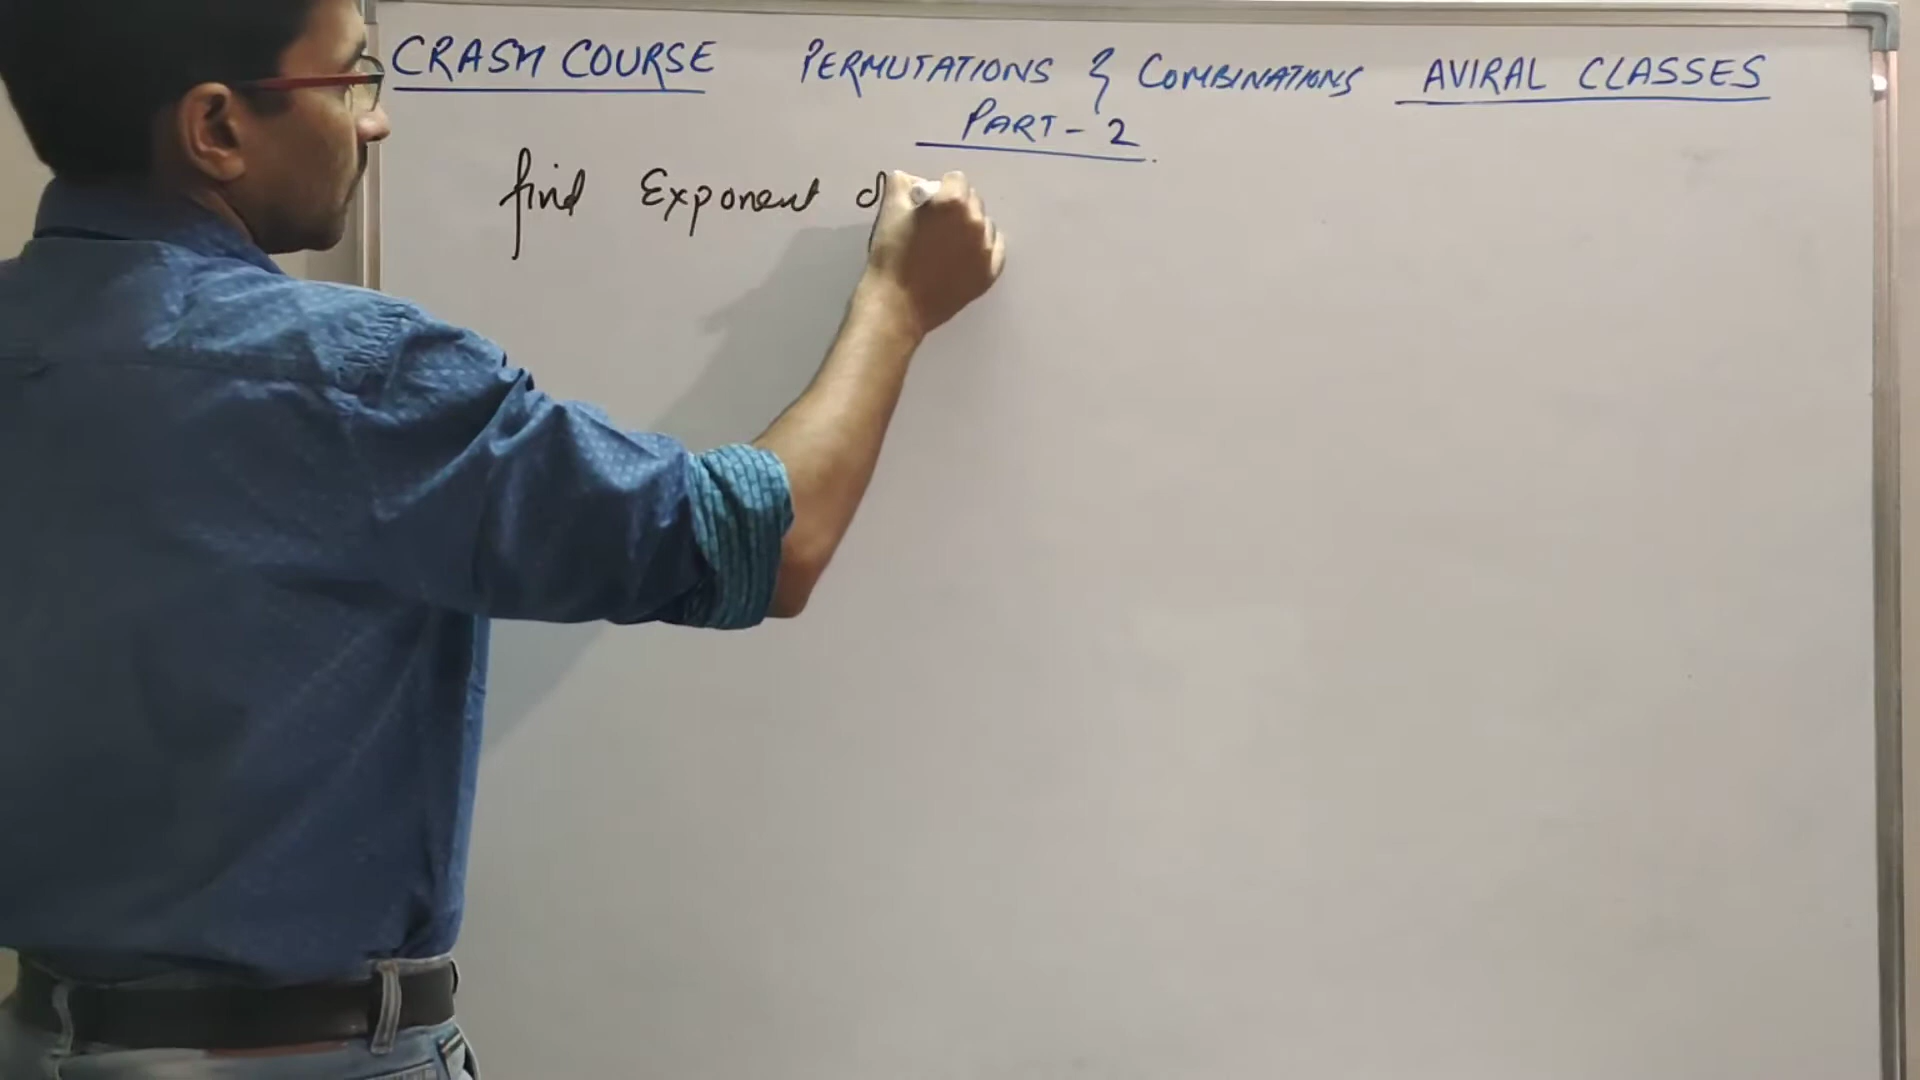 CRASH COURSE PERMUTATIONS & COMBINATIONS AVIRAL CLASSES
PART - 2
find Exponent